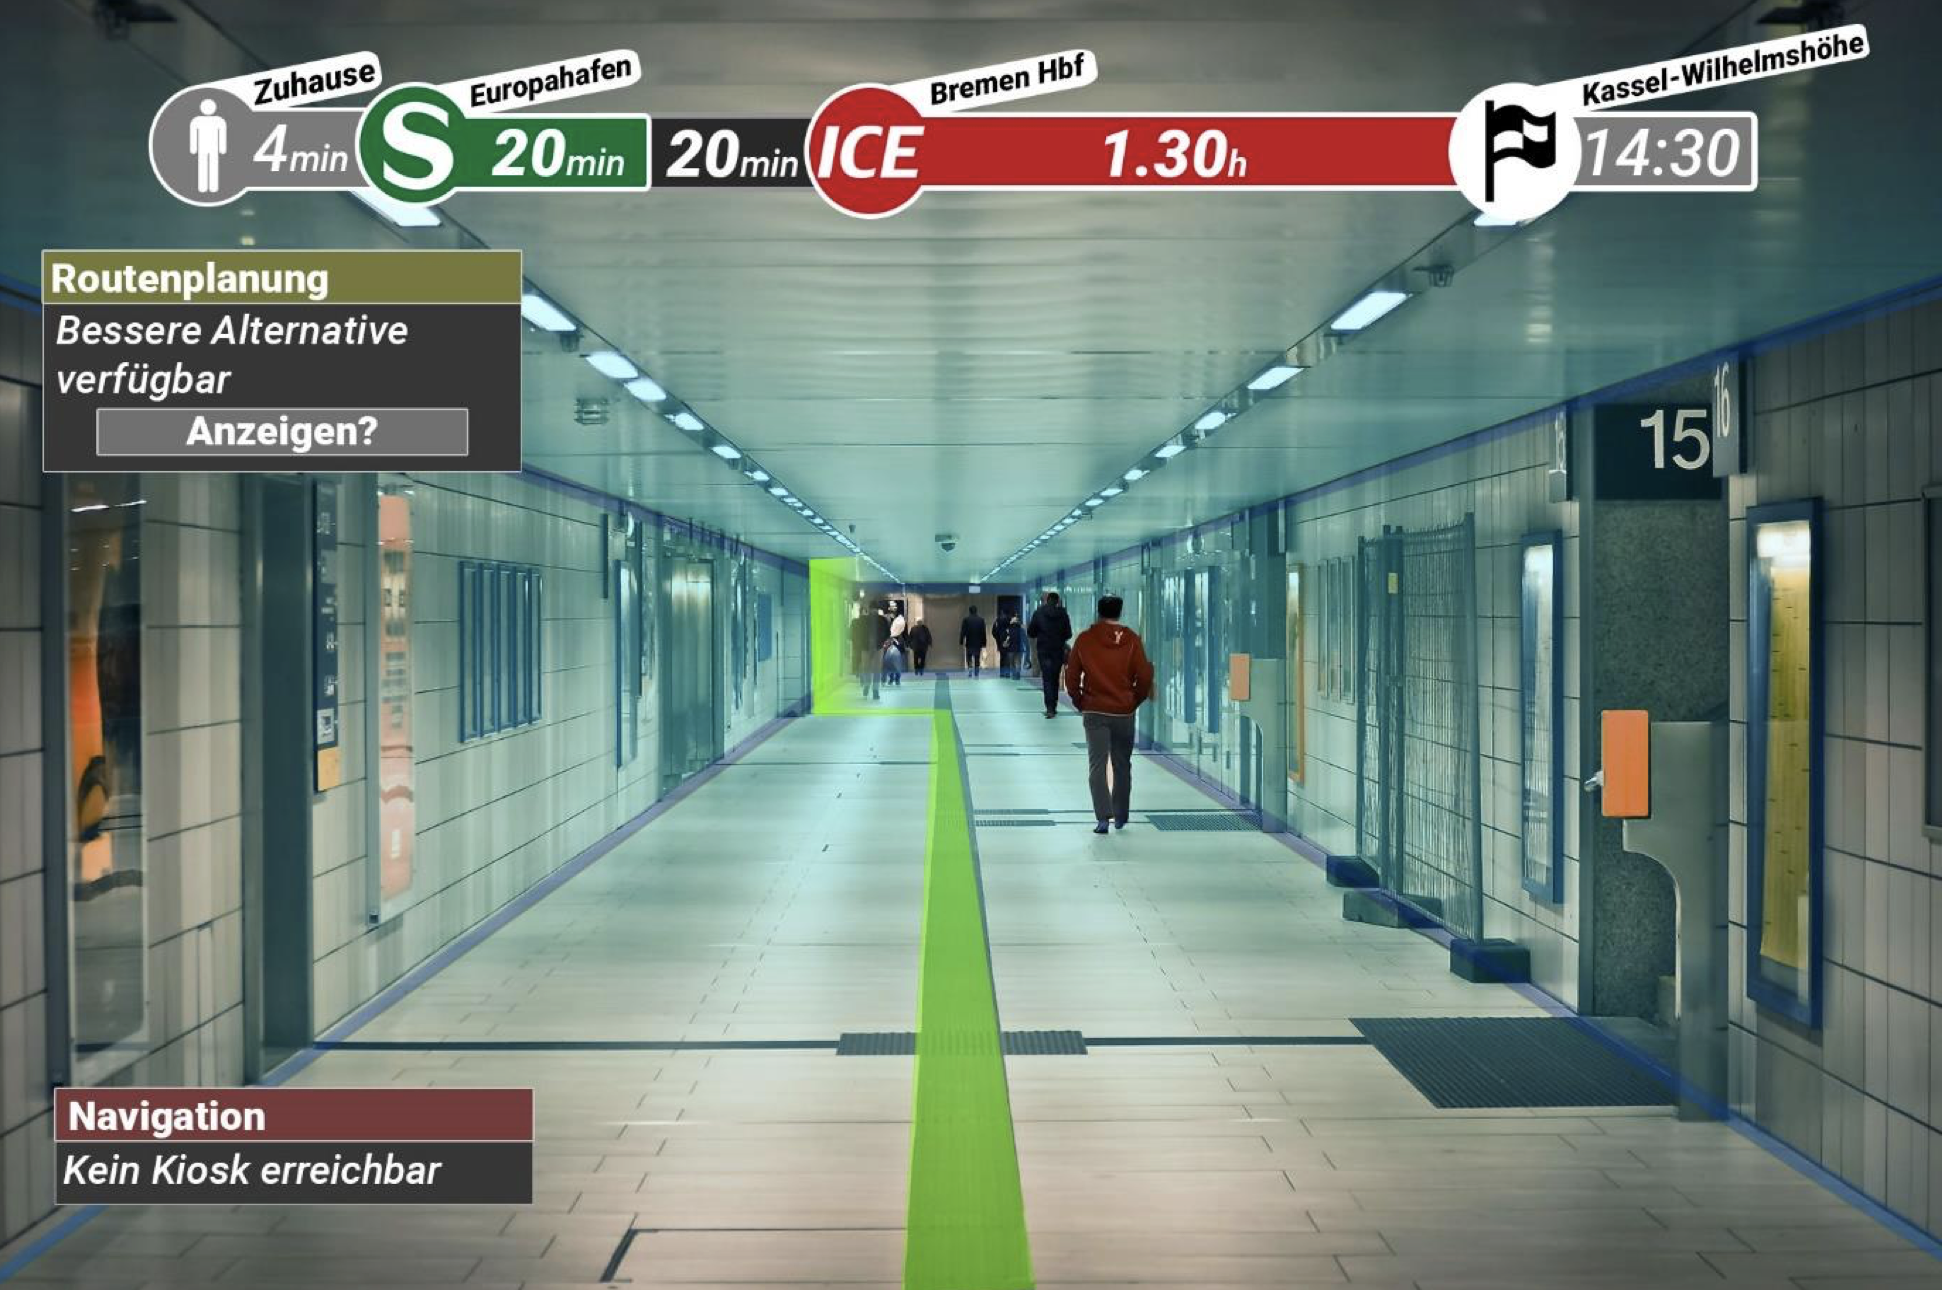 Zuhause
4min
S
Europahafen
20min
20min
ICE
Bremen Hbf
1.30h
Kassel-Wilhelmshöhe
14:30
Routenplanung
Bessere Alternative
verfügbar
Anzeigen?
15
16
Navigation
Kein Kiosk erreichbar